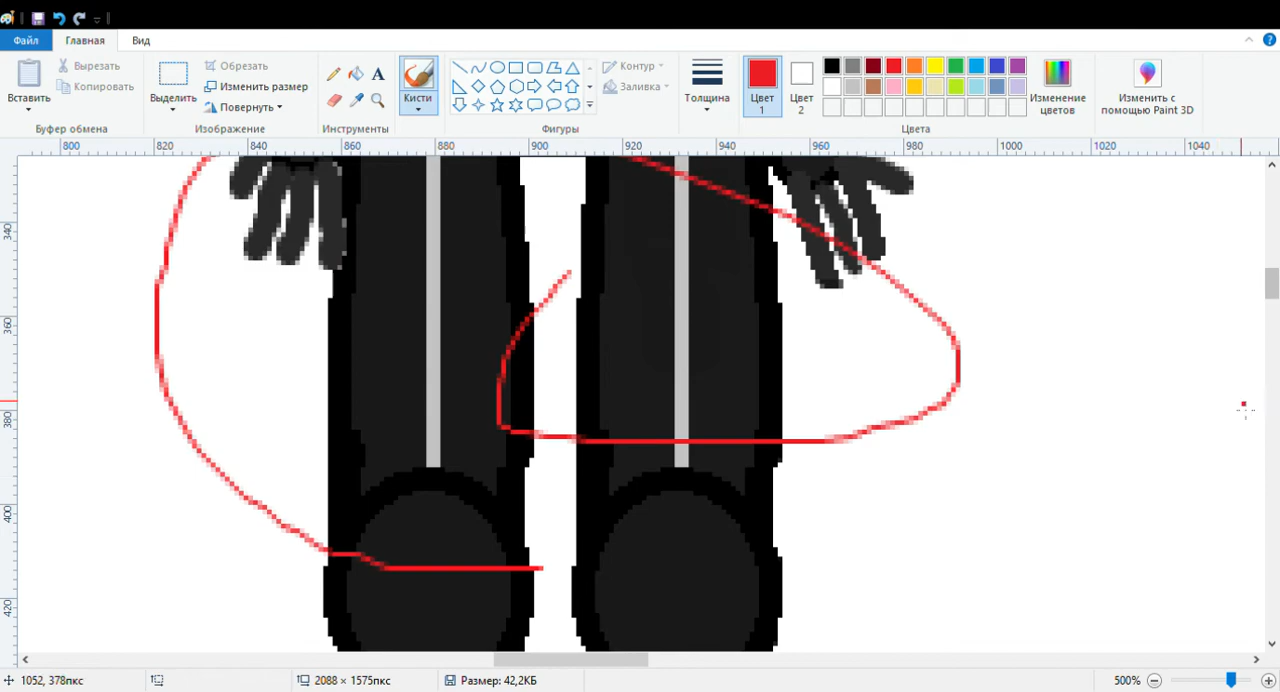 Файл Главная Вид
Вставить
Вырезать
Копировать
Буфер обмена
Выделить
Обрезать
Изменить размер
Повернуть
Изображение
A
Инструменты
Кисти
Контур
Заливка
Фигуры
Толщина
Цвет 1
Цвет 2
Изменение цветов
Цвета
Изменить с помощью Paint 3D
800 820 840 860 880 900 920 940 960 980 1000 1020 1040
340
360
380
400
420
1052, 378пкс
2088 × 1575пкс
Размер: 42,2КБ
500%